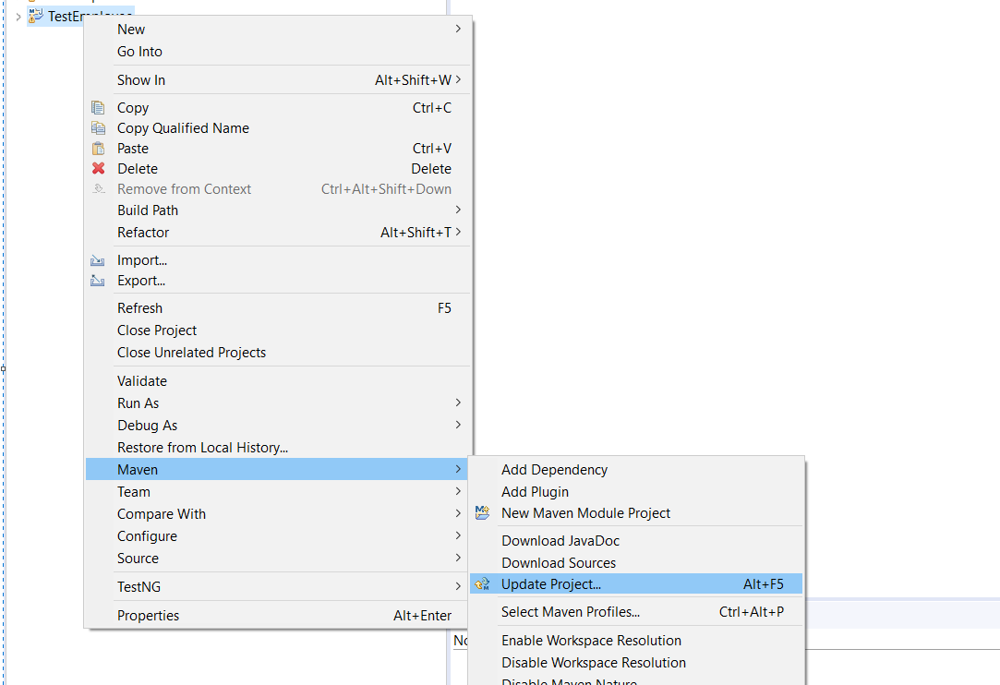 TestEmployee
New
Go Into
Show In Alt+Shift+W
Copy Ctrl+C
Copy Qualified Name
Paste Ctrl+V
Delete Delete
Remove from Context Ctrl+Alt+Shift+Down
Build Path
Refactor Alt+Shift+T
Import...
Export...
Refresh F5
Close Project
Close Unrelated Projects
Validate
Run As
Debug As
Restore from Local History...
Maven
Team
Compare With
Configure
Source
TestNG
Properties Alt+Enter
Add Dependency
Add Plugin
New Maven Module Project
Download JavaDoc
Download Sources
Update Project... Alt+F5
Select Maven Profiles... Ctrl+Alt+P
Enable Workspace Resolution
Disable Workspace Resolution
Disable Maven Nature